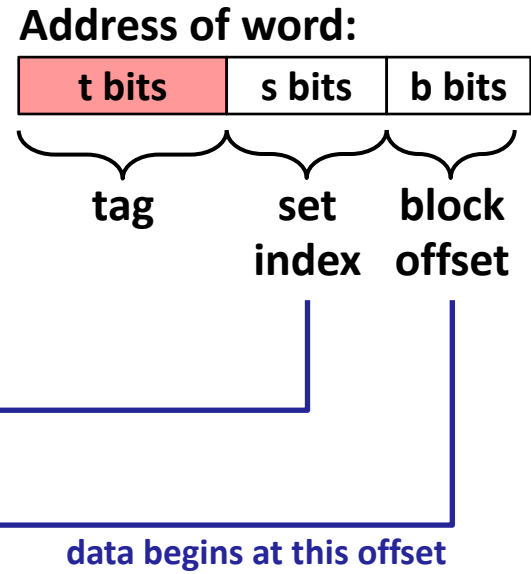 Address of word:
t bits s bits b bits
tag set block
index offset
data begins at this offset